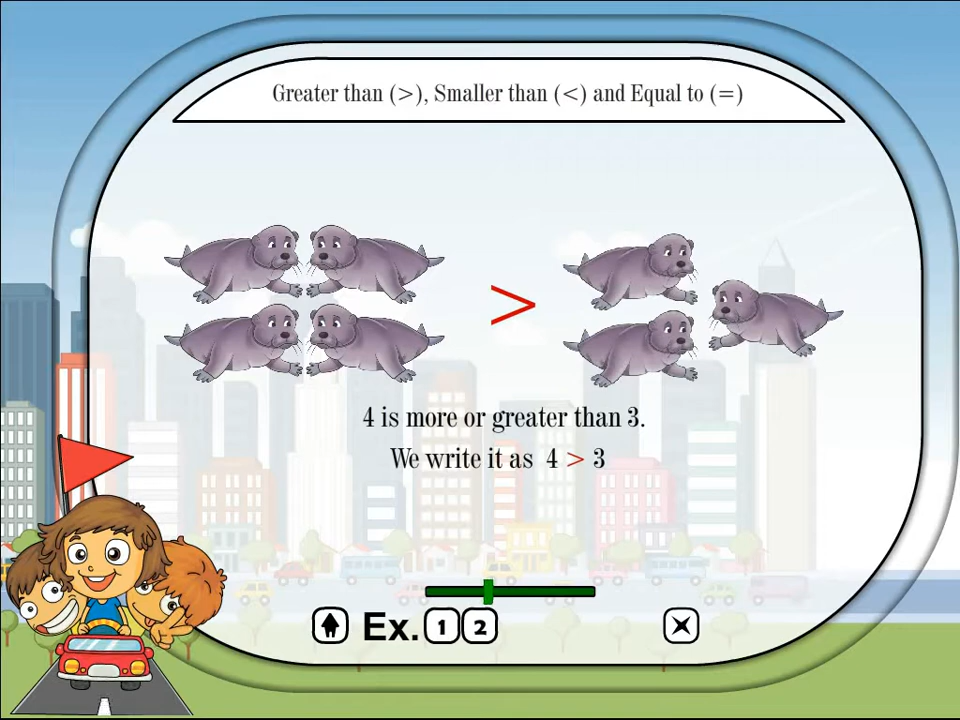 Greater than (>), Smaller than (<) and Equal to (=)
>
4 is more or greater than 3.
We write it as 4 > 3
Ex. 1 2